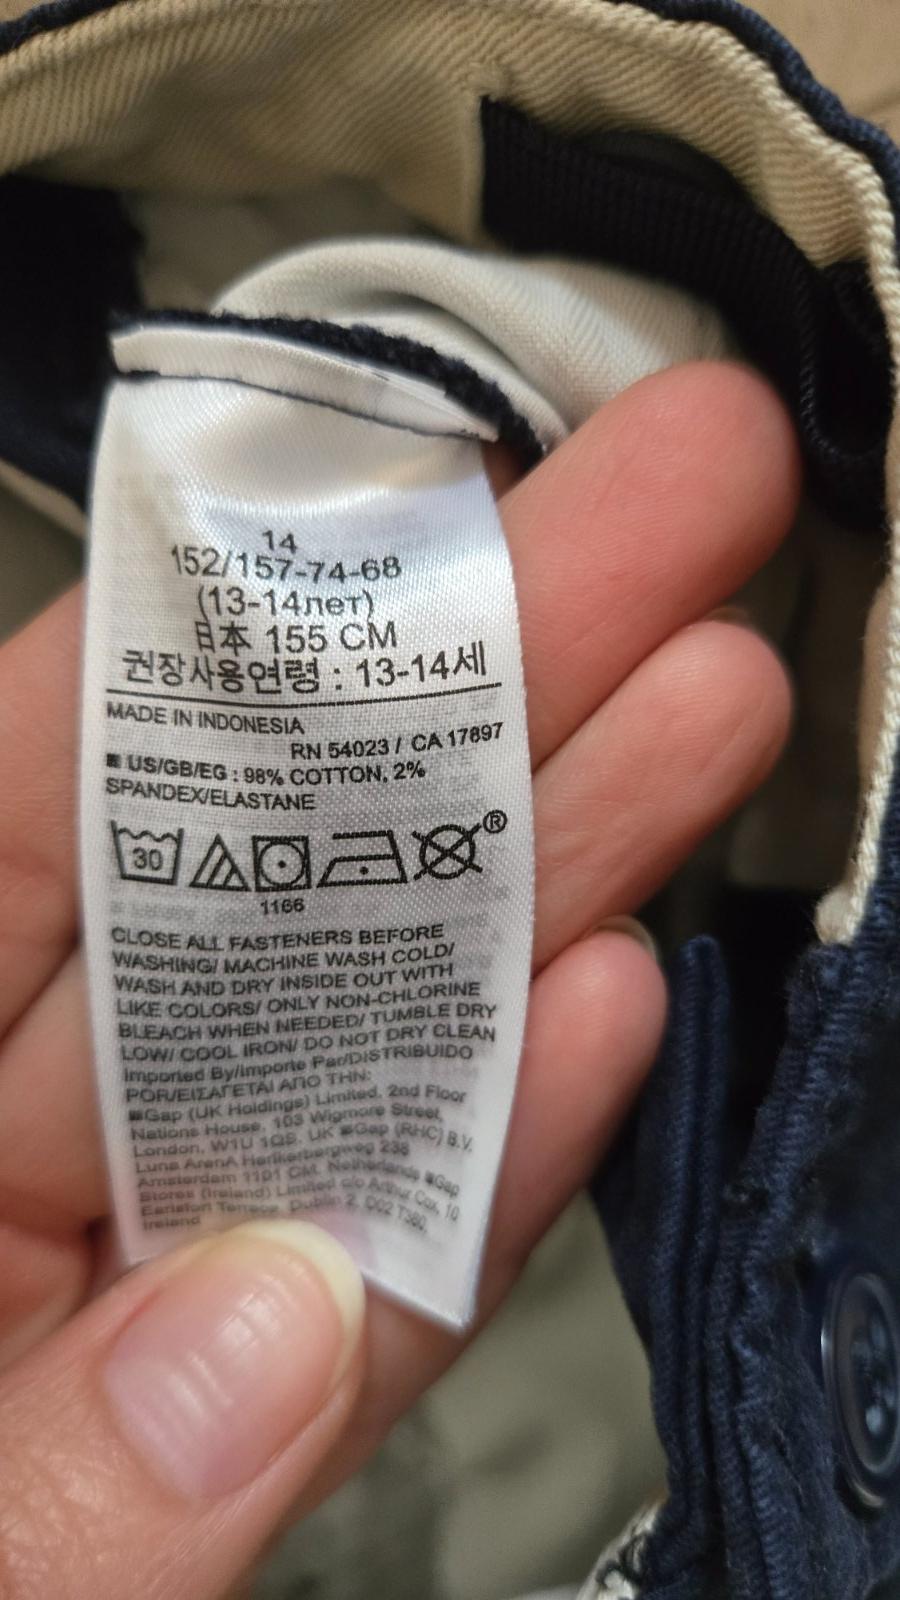 14
152/157-74-68
(13-14лет)
日本 155 CM
권장사용연령 : 13-14세
MADE IN INDONESIA
RN 54023 / CA 17897
US/GB/EG : 98% COTTON, 2%
SPANDEX/ELASTANE
30 ®
1166
CLOSE ALL FASTENERS BEFORE
WASHING/ MACHINE WASH COLD/
WASH AND DRY INSIDE OUT WITH
LIKE COLORS/ ONLY NON-CHLORINE
BLEACH WHEN NEEDED/ TUMBLE DRY
LOW/ COOL IRON/ DO NOT DRY CLEAN
Imported By/Importe Par/DISTRIBUIDO
POR/ΕΙΣΑΓΕΤΑΙ ΑΠΟ ΤΗΝ:
Gap (UK Holdings) Limited, 2nd Floor
Nations House, 103 Wigmore Street,
London, W1U 1QS, UK Gap (RHC) B.V.
Luna ArenA Herikerbergweg 238
Amsterdam 1101 CM, Netherlands Gap
Stores (Ireland) Limited c/o Arthur Cox, 10
Earlsfort Terrace, Dublin 2, D02 T380,
Ireland